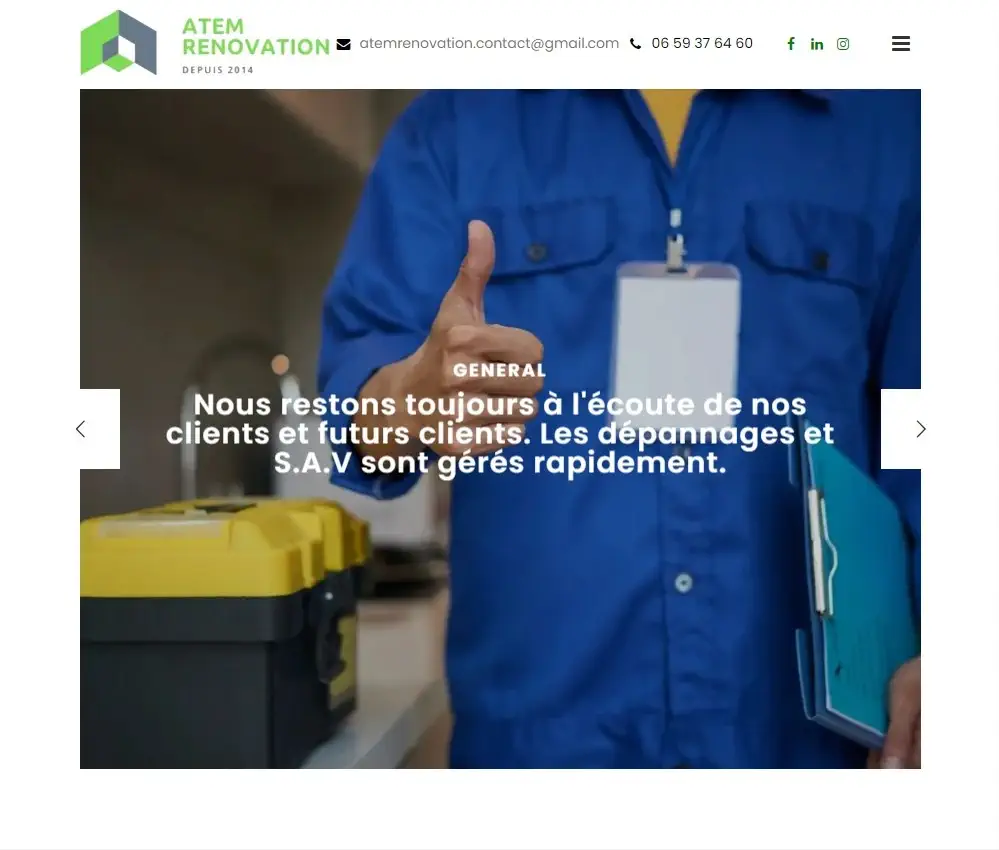 ATEM
RENOVATION
DEPUIS 2014
atemrenovation.contact@gmail.com
06 59 37 64 60
GENERAL
Nous restons toujours à l'écoute de nos
clients et futurs clients. Les dépannages et
S.A.V sont gérés rapidement.